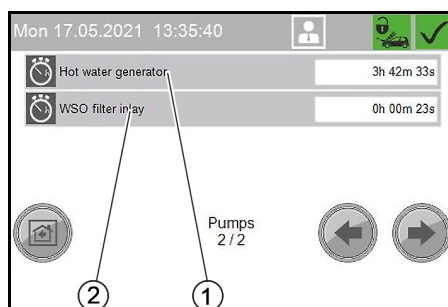 Mon 17.05.2021 13:35:40
Hot water generator 3h 42m 33s
WSO filter inlay 0h 00m 23s
Pumps
2 / 2
2 1